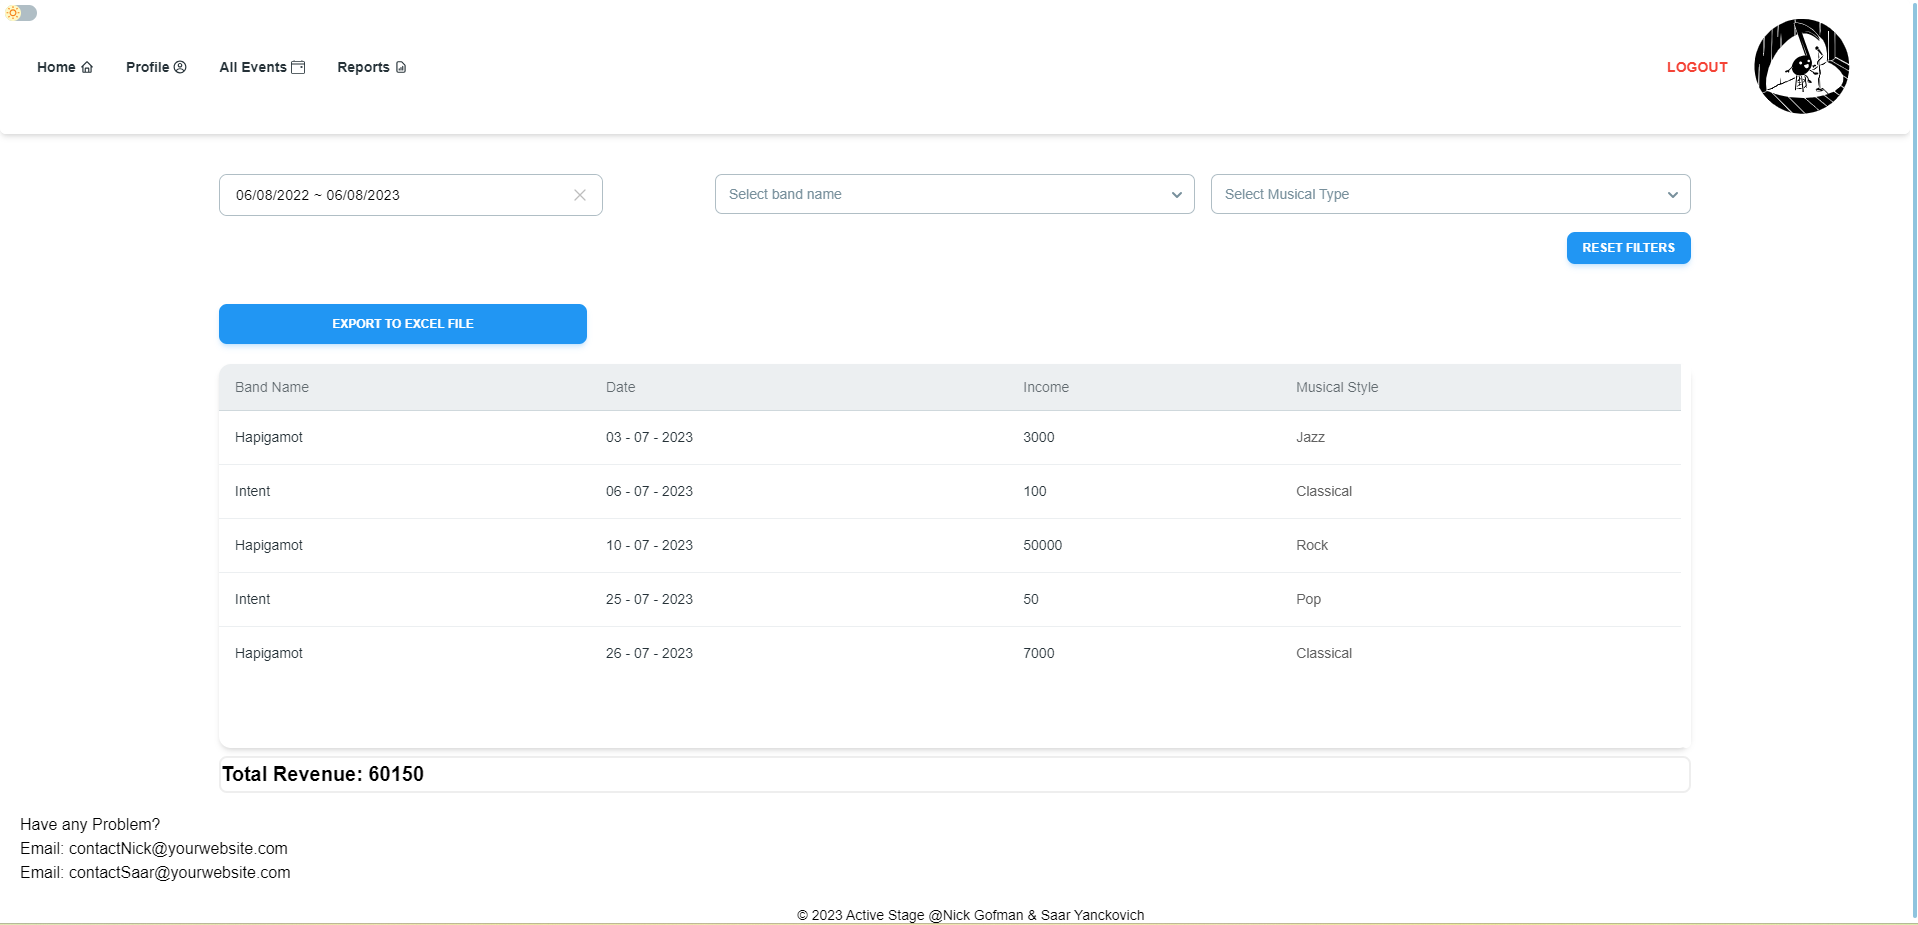 Home Profile All Events Reports LOGOUT
06/08/2022 ~ 06/08/2023 Select band name Select Musical Type
RESET FILTERS
EXPORT TO EXCEL FILE
Band Name Date Income Musical Style
Hapigamot 03 - 07 - 2023 3000 Jazz
Intent 06 - 07 - 2023 100 Classical
Hapigamot 10 - 07 - 2023 50000 Rock
Intent 25 - 07 - 2023 50 Pop
Hapigamot 26 - 07 - 2023 7000 Classical
Total Revenue: 60150
Have any Problem?
Email: contactNick@yourwebsite.com
Email: contactSaar@yourwebsite.com
© 2023 Active Stage @Nick Gofman & Saar Yanckovich